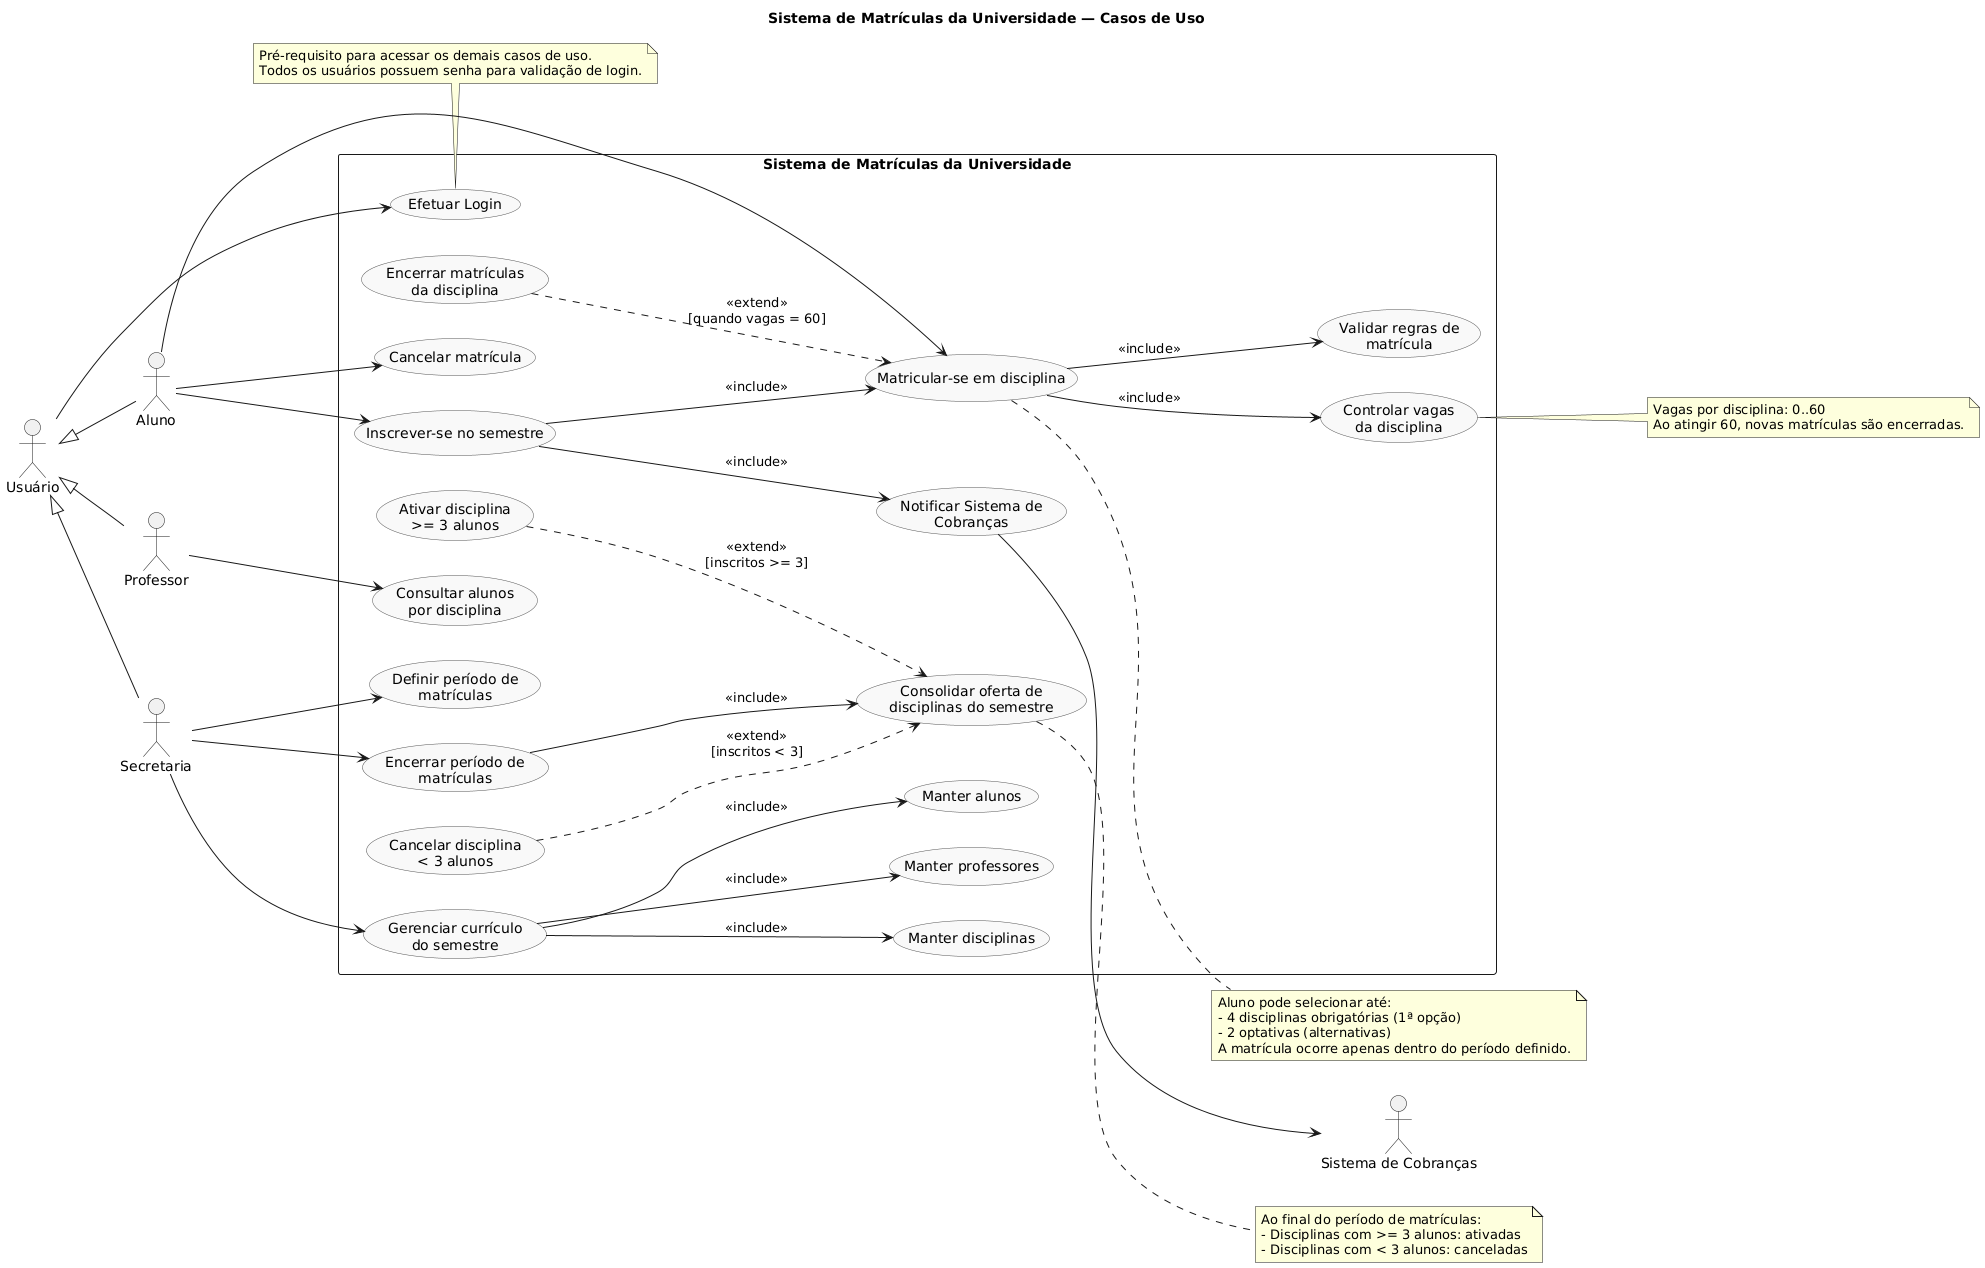 Sistema de Matrículas da Universidade — Casos de Uso
Pré-requisito para acessar os demais casos de uso.
Todos os usuários possuem senha para validação de login.
Sistema de Matrículas da Universidade
Efetuar Login
Encerrar matrículas
da disciplina
«extend»
[quando vagas = 60]
Validar regras de
matrícula
Cancelar matrícula
«include»
Matricular-se em disciplina
«include»
«include»
Controlar vagas
da disciplina
Vagas por disciplina: 0..60
Ao atingir 60, novas matrículas são encerradas.
Aluno
Inscrever-se no semestre
«include»
Usuário
Ativar disciplina
>= 3 alunos
Notificar Sistema de
Cobranças
«extend»
[inscritos >= 3]
Professor
Consultar alunos
por disciplina
Definir período de
matrículas
«include»
Consolidar oferta de
disciplinas do semestre
«extend»
[inscritos < 3]
Secretaria
Encerrar período de
matrículas
«include»
Manter alunos
Cancelar disciplina
< 3 alunos
«include»
Manter professores
Gerenciar currículo
do semestre
«include»
Manter disciplinas
Aluno pode selecionar até:
- 4 disciplinas obrigatórias (1ª opção)
- 2 optativas (alternativas)
A matrícula ocorre apenas dentro do período definido.
Sistema de Cobranças
Ao final do período de matrículas:
- Disciplinas com >= 3 alunos: ativadas
- Disciplinas com < 3 alunos: canceladas